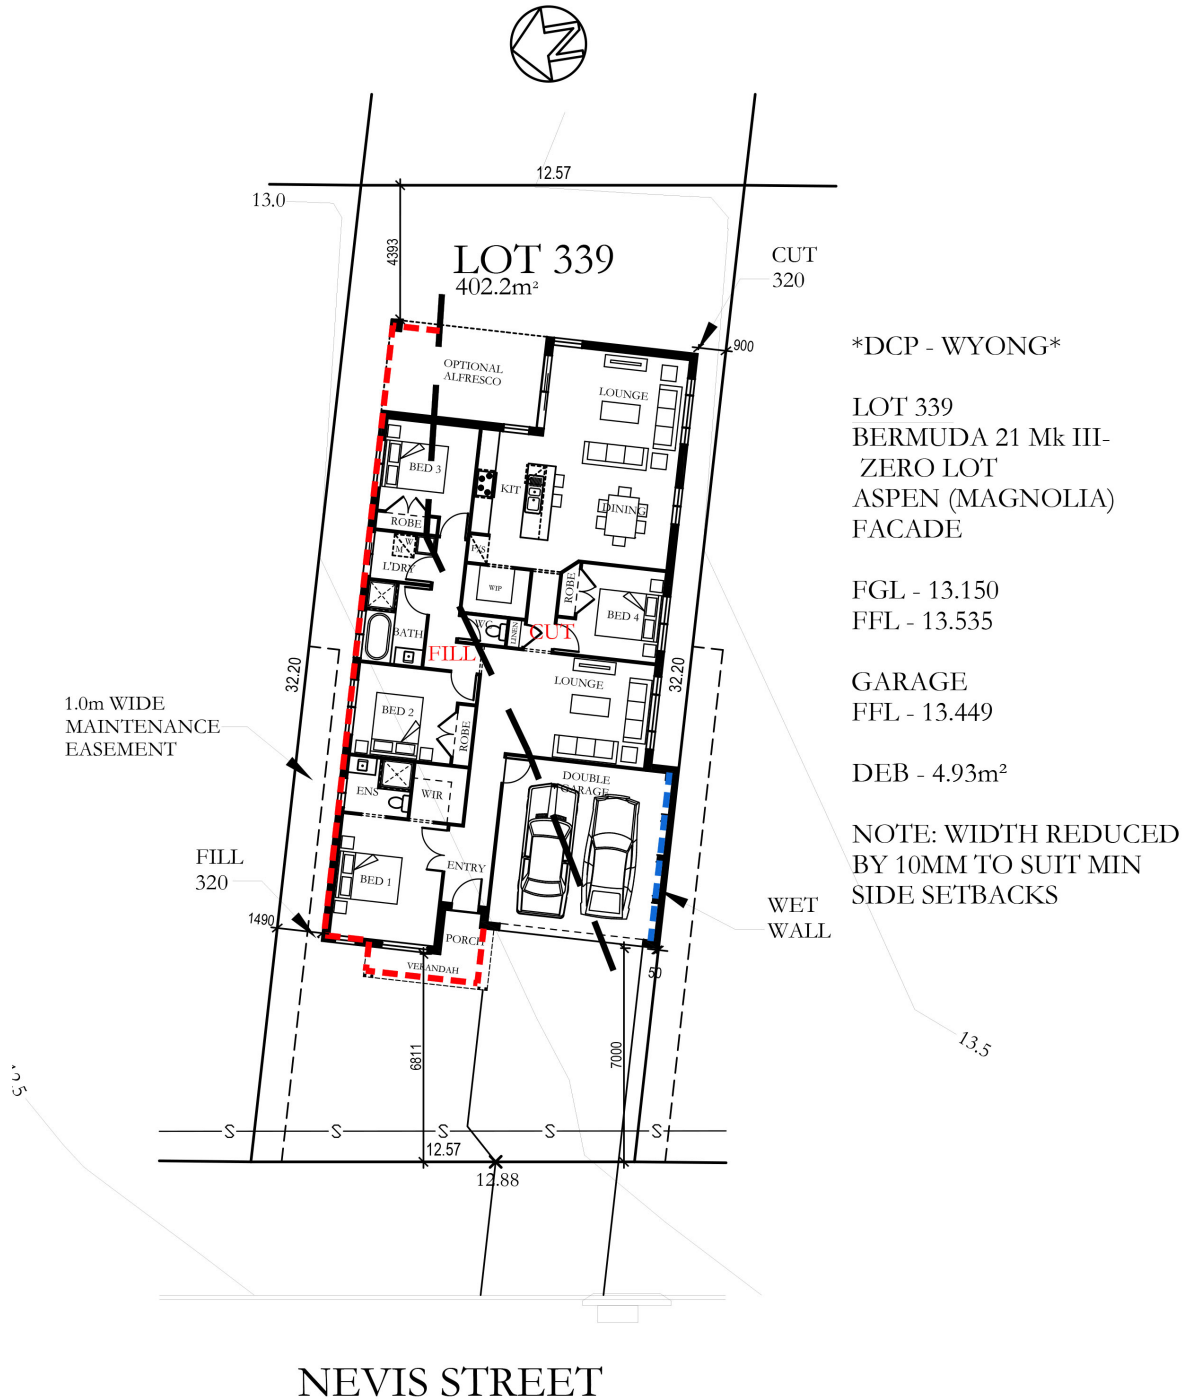 N
12.57
13.0
4393
LOT 339
402.2m²
CUT
320
900
*DCP - WYONG*
LOT 339
BERMUDA 21 Mk III-
ZERO LOT
ASPEN (MAGNOLIA)
FACADE
FGL - 13.150
FFL - 13.535
GARAGE
FFL - 13.449
DEB - 4.93m²
NOTE: WIDTH REDUCED
BY 10MM TO SUIT MIN
SIDE SETBACKS
OPTIONAL
ALFRESCO
LOUNGE
BED 3
KIT
DINING
ROBE
W
M
L'DRY
WIP
ROBE
BED 4
BATH
WC
LINEN
CUT
FILL
32.20
32.20
LOUNGE
1.0m WIDE
MAINTENANCE
EASEMENT
BED 2
ROBE
DOUBLE
GARAGE
ENS
WIR
FILL
320
BED 1
ENTRY
WET
WALL
1490
PORCH
VERANDAH
50
6811
7000
13.5
S
S
S
S
S
12.57
12.88
NEVIS STREET